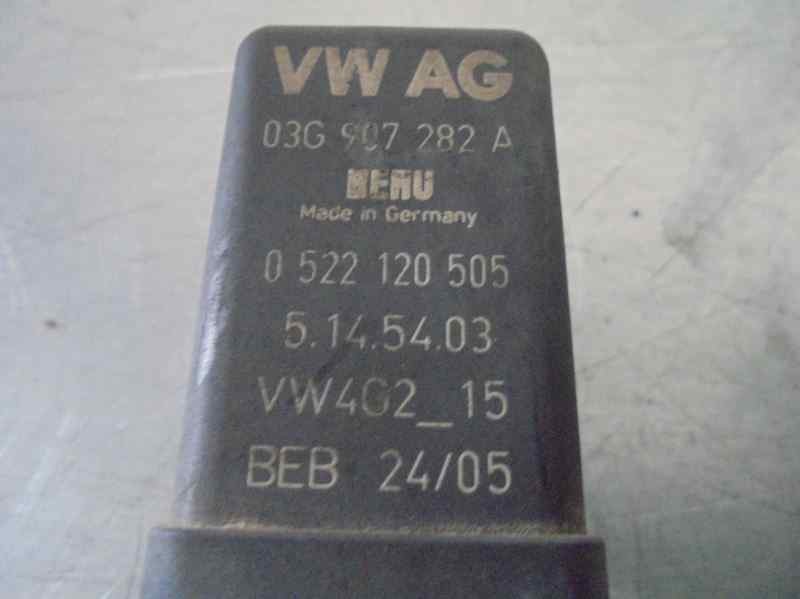 VW AG
03G 907 282 A
BERU
Made in Germany
0 522 120 505
5.14.54.03
VW4G2_15
BEB 24/05